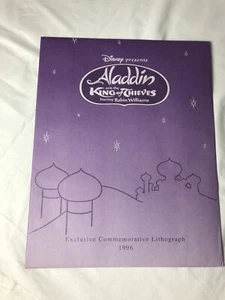 Disney presents
Aladdin
and the
KING OF THIEVES
Starring Robin Williams
Exclusive Commemorative Lithograph
1996